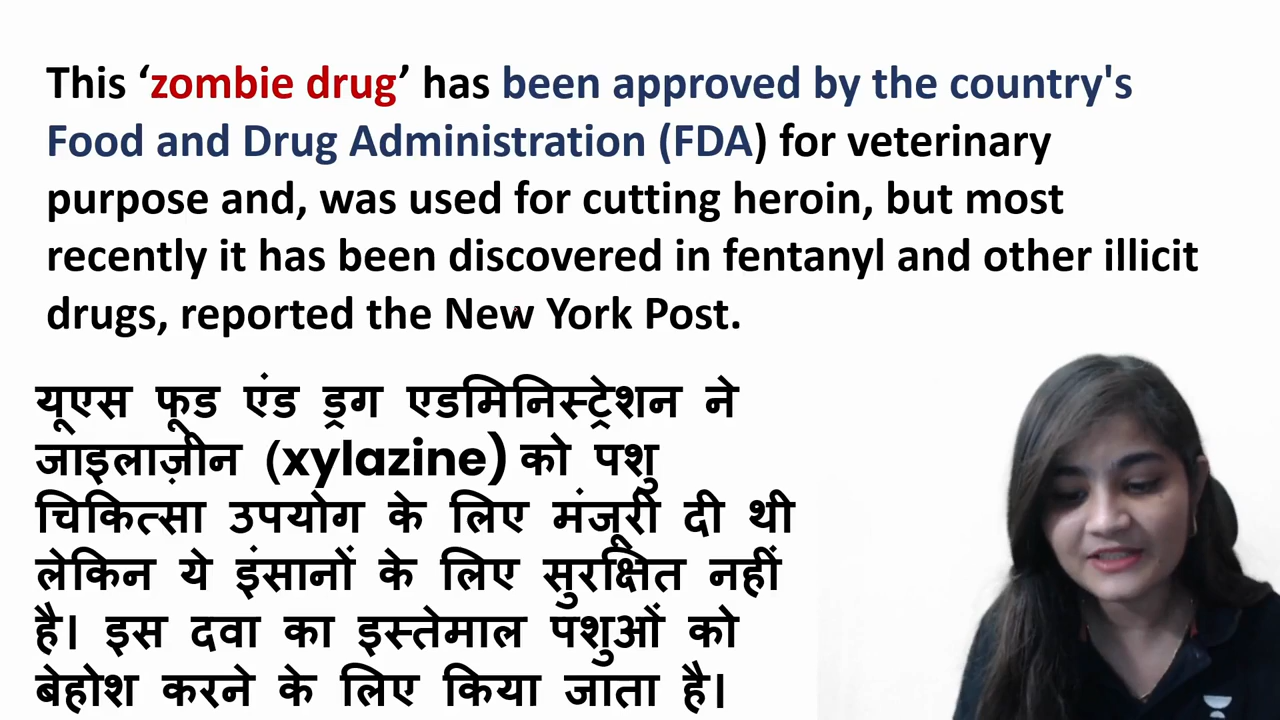 This ‘zombie drug’ has been approved by the country's
Food and Drug Administration (FDA) for veterinary
purpose and, was used for cutting heroin, but most
recently it has been discovered in fentanyl and other illicit
drugs, reported the New York Post.
यूएस फूड एंड ड्रग एडमिनिस्ट्रेशन ने
जाइलाज़ीन (xylazine) को पशु
चिकित्सा उपयोग के लिए मंजूरी दी थी
लेकिन ये इंसानों के लिए सुरक्षित नहीं
है। इस दवा का इस्तेमाल पशुओं को
बेहोश करने के लिए किया जाता है।